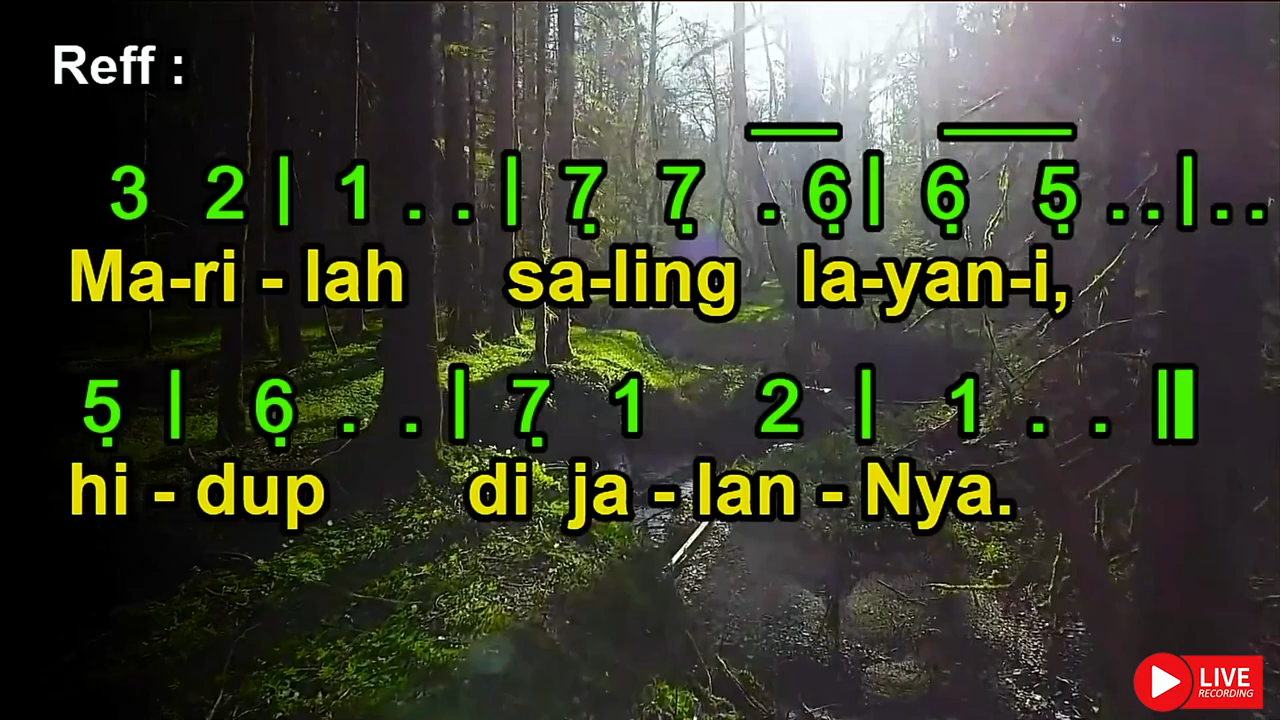 Reff :
3 2 | 1 . . | 7̣ 7̣ . 6̣ | 6̣ 5̣ . . | . .
Ma-ri - lah sa-ling la-yan-i,
5̣ | 6̣ . . | 7̣ 1 2 | 1 . . ||
hi - dup di ja - lan - Nya.
LIVE
RECORDING